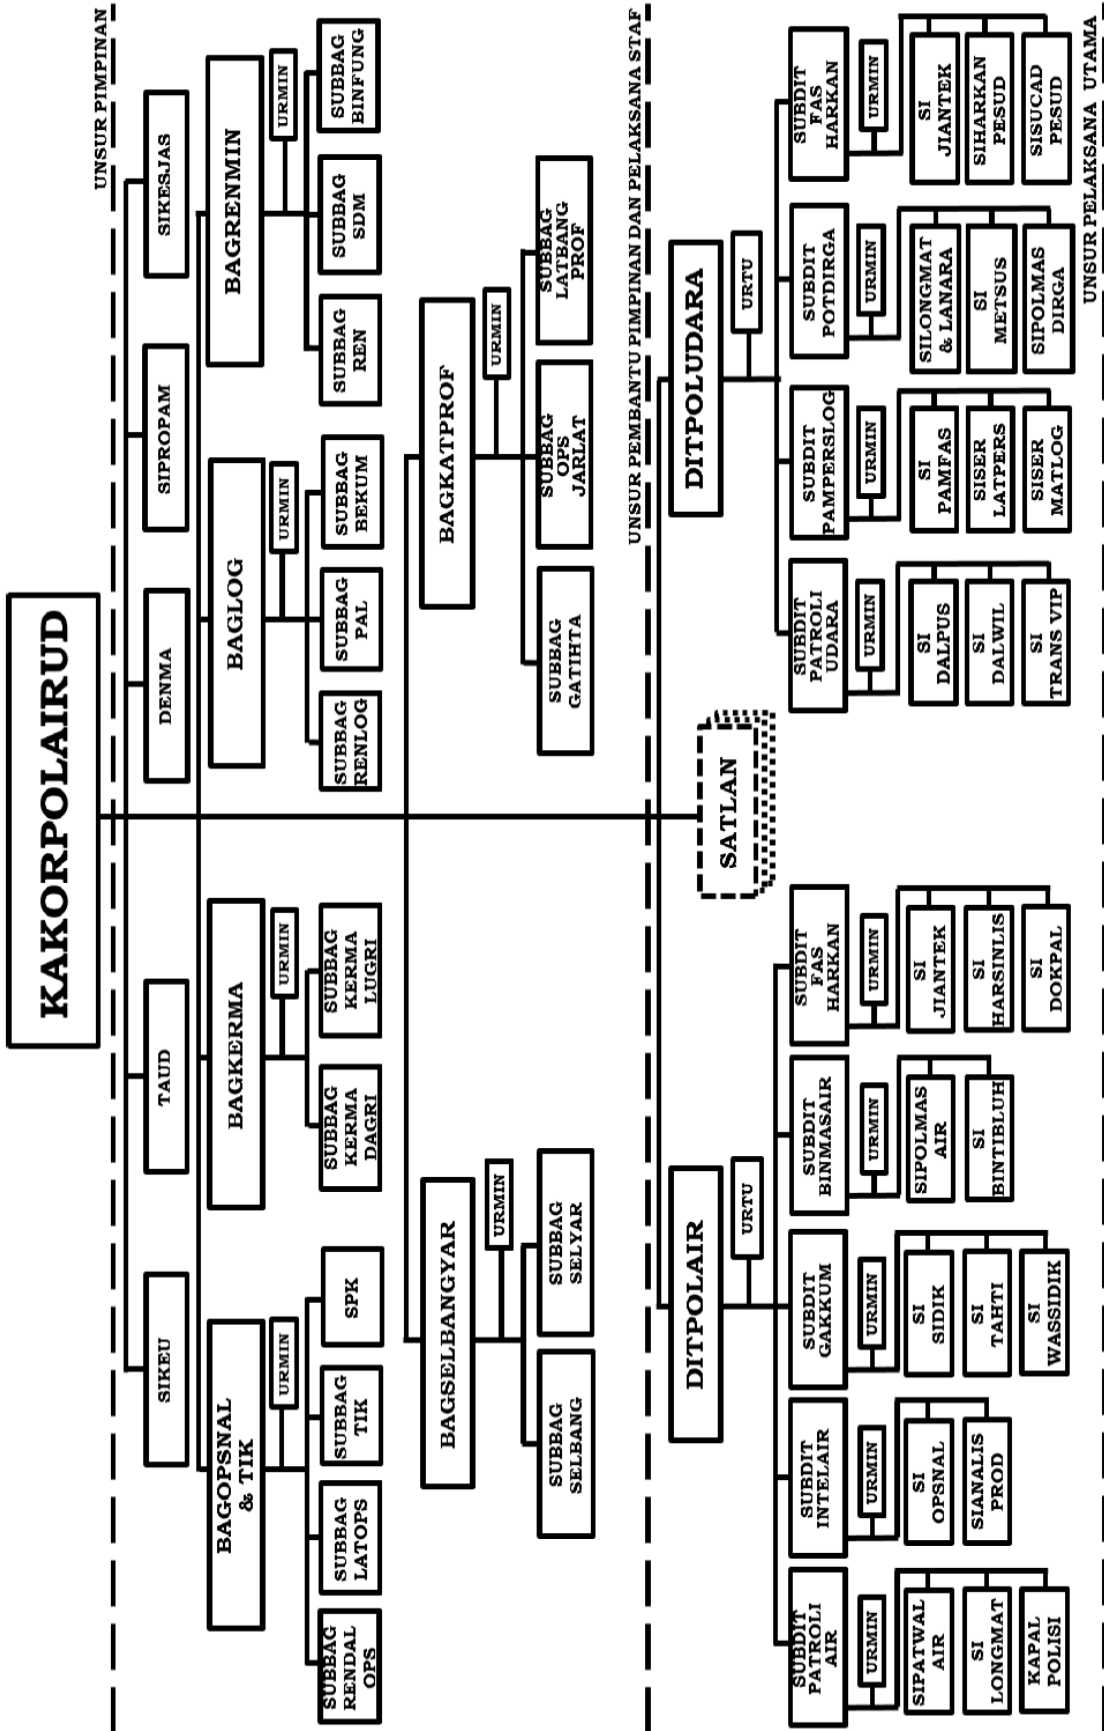 KAKORPOLAIRUD
UNSUR PIMPINAN
SIKEU
TAUD
DENMA
SIPROPAM
SIKESJAS
BAGOPSNAL
& TIK
URMIN
SUBBAG
RENDAL
OPS
SUBBAG
LATOPS
SUBBAG
TIK
SPK
BAGKERMA
URMIN
SUBBAG
KERMA
DAGRI
SUBBAG
KERMA
LUGRI
BAGLOG
URMIN
SUBBAG
RENLOG
SUBBAG
PAL
SUBBAG
BEKUM
BAGRENMIN
URMIN
SUBBAG
REN
SUBBAG
SDM
SUBBAG
BINFUNG
BAGSELBANGYAR
URMIN
SUBBAG
SELBANG
SUBBAG
SELYAR
BAGKATPROF
URMIN
SUBBAG
GATIHTA
SUBBAG
OPS
JARLAT
SUBBAG
LATBANG
PROF
UNSUR PEMBANTU PIMPINAN DAN PELAKSANA STAF
DITPOLAIR
URTU
SATLAN
DITPOLUDARA
URTU
SUBDIT
PATROLI
AIR
URMIN
SIPATWAL
AIR
SI
LONGMAT
KAPAL
POLISI
SUBDIT
INTELAIR
URMIN
SI
OPSNAL
SIANALIS
PROD
SUBDIT
GAKKUM
URMIN
SI
SIDIK
SI
TAHTI
SI
WASSIDIK
SUBDIT
BINMASAIR
URMIN
SIPOLMAS
AIR
SI
BINTIBLUH
SUBDIT
FAS
HARKAN
URMIN
SI
JIANTEK
SI
HARSINLIS
SI
DOKPAL
SUBDIT
PATROLI
UDARA
URMIN
SI
DALPUS
SI
DALWIL
SI
TRANS VIP
SUBDIT
PAMPERSLOG
URMIN
SI
PAMFAS
SISER
LATPERS
SISER
MATLOG
SUBDIT
POTDIRGA
URMIN
SILONGMAT
& LANARA
SI
METSUS
SIPOLMAS
DIRGA
SUBDIT
FAS
HARKAN
URMIN
SI
JIANTEK
SIHARKAN
PESUD
SISUCAD
PESUD
UNSUR PELAKSANA UTAMA